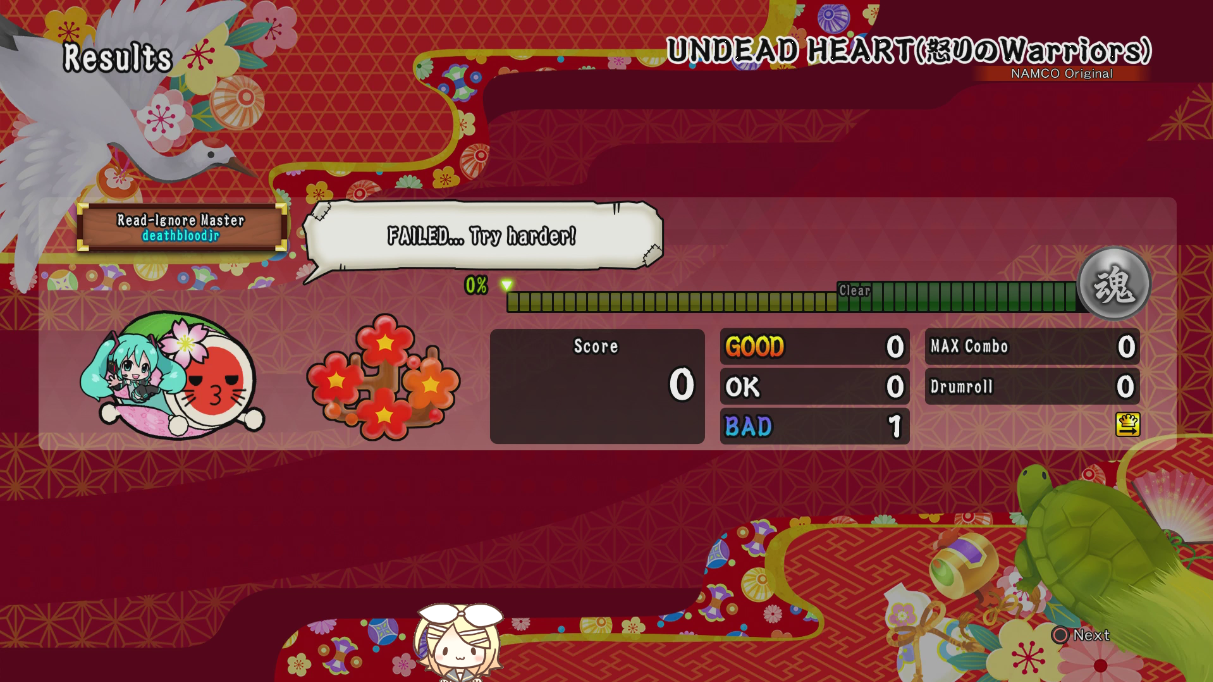 Results
UNDEAD HEART(怒りのWarriors)
NAMCO Original
Read-Ignore Master
deathbloodjr
FAILED... Try harder!
0%
Clear
魂
Score
0
GOOD 0
OK 0
BAD 1
MAX Combo 0
Drumroll 0
Next